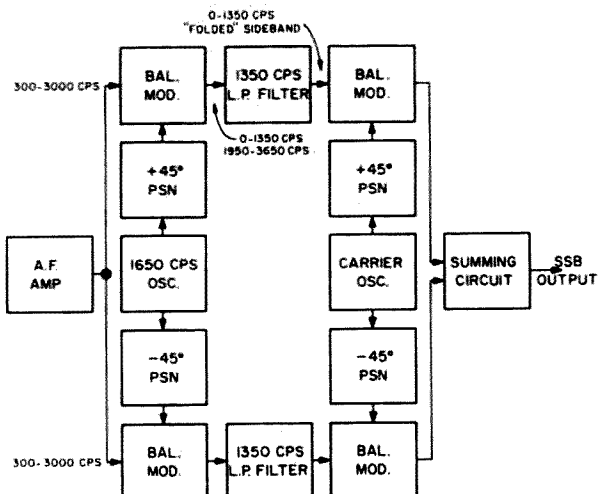 0-1350 CPS
"FOLDED" SIDEBAND
300-3000 CPS
BAL.
MOD.
1350 CPS
L.P. FILTER
BAL.
MOD.
0-1350 CPS
1950-3650 CPS
+45°
PSN
+45°
PSN
A.F.
AMP
1650 CPS
OSC.
CARRIER
OSC.
SUMMING
CIRCUIT
SSB
OUTPUT
-45°
PSN
-45°
PSN
300-3000 CPS
BAL.
MOD.
1350 CPS
L.P. FILTER
BAL.
MOD.